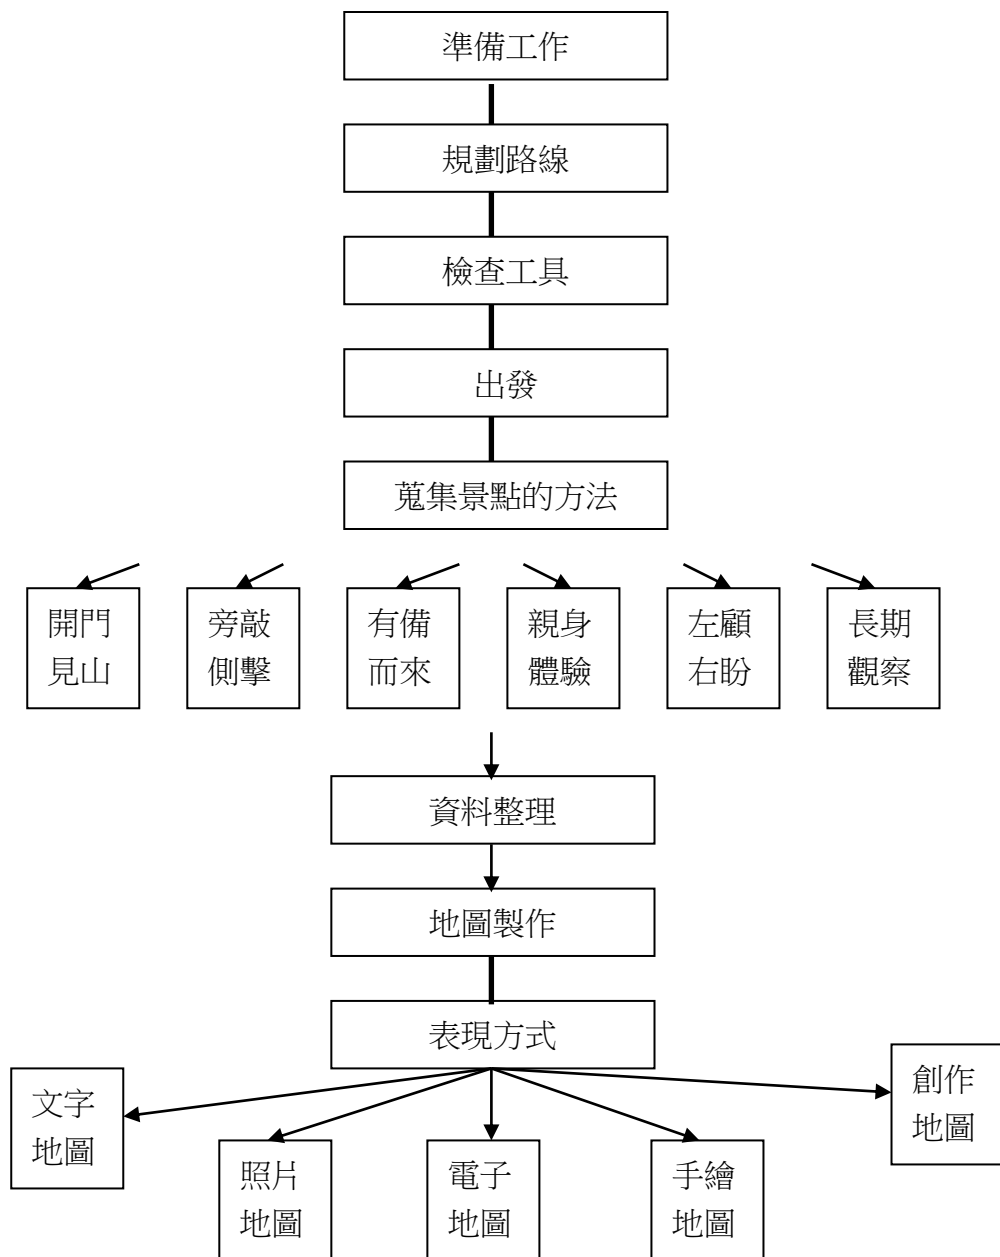 準備工作
規劃路線
檢查工具
出發
蒐集景點的方法
開門
見山
旁敲
側擊
有備
而來
親身
體驗
左顧
右盼
長期
觀察
資料整理
地圖製作
表現方式
文字
地圖
照片
地圖
電子
地圖
手繪
地圖
創作
地圖